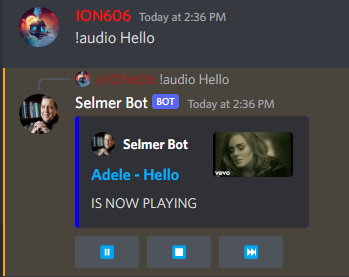 ION606 Today at 2:36 PM
!audio Hello
@ION606 !audio Hello
Selmer Bot BOT Today at 2:36 PM
Selmer Bot
vevo
Adele - Hello
IS NOW PLAYING